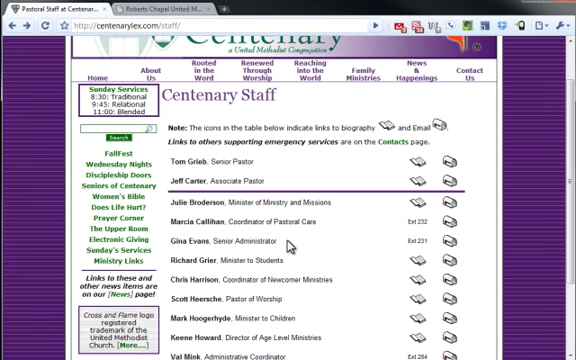 Pastoral Staff at Centenar...
Roberts Chapel United M...
http://centenarylex.com/staff/
Centenary
a United Methodist Congregation
Home
About Us
Rooted in the Word
Renewed Through Worship
Reaching into the World
Family Ministries
News & Happenings
Contact Us
Sunday Services
8:30: Traditional
9:45: Relational
11:00: Blended
Search
FallFest
Wednesday Nights
Discipleship Doors
Seniors of Centenary
Women's Bible
Does Life Hurt?
Prayer Corner
The Upper Room
Electronic Giving
Sunday's Services
Ministry Links
Links to these and
other news items are
on our [News] page!
Cross and Flame logo
registered
trademark of the
United Methodist
Church. [More....]
Centenary Staff
Note: The icons in the table below indicate links to biography and Email.
Links to others supporting emergency services are on the Contacts page.
Tom Grieb, Senior Pastor
Jeff Carter, Associate Pastor
Julie Broderson, Minister of Ministry and Missions
Marcia Callihan, Coordinator of Pastoral Care Ext 232
Gina Evans, Senior Administrator Ext 231
Richard Grier, Minister to Students
Chris Harrison, Coordinator of Newcomer Ministries
Scott Heersche, Pastor of Worship
Mark Hoogerhyde, Minister to Children
Keene Howard, Director of Age Level Ministries
Val Mink, Administrative Coordinator Ext 284